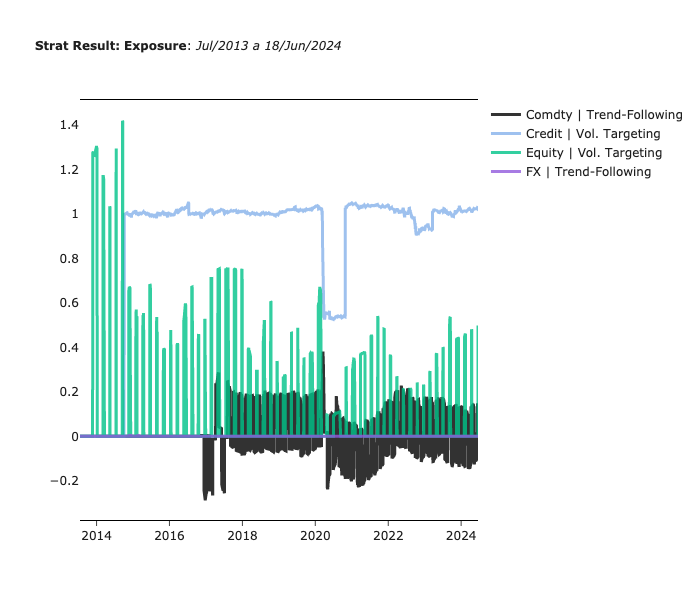 Strat Result: Exposure: Jul/2013 a 18/Jun/2024
Comdty | Trend-Following
Credit | Vol. Targeting
Equity | Vol. Targeting
FX | Trend-Following
1.4
1.2
1
0.8
0.6
0.4
0.2
0
−0.2
2014 2016 2018 2020 2022 2024